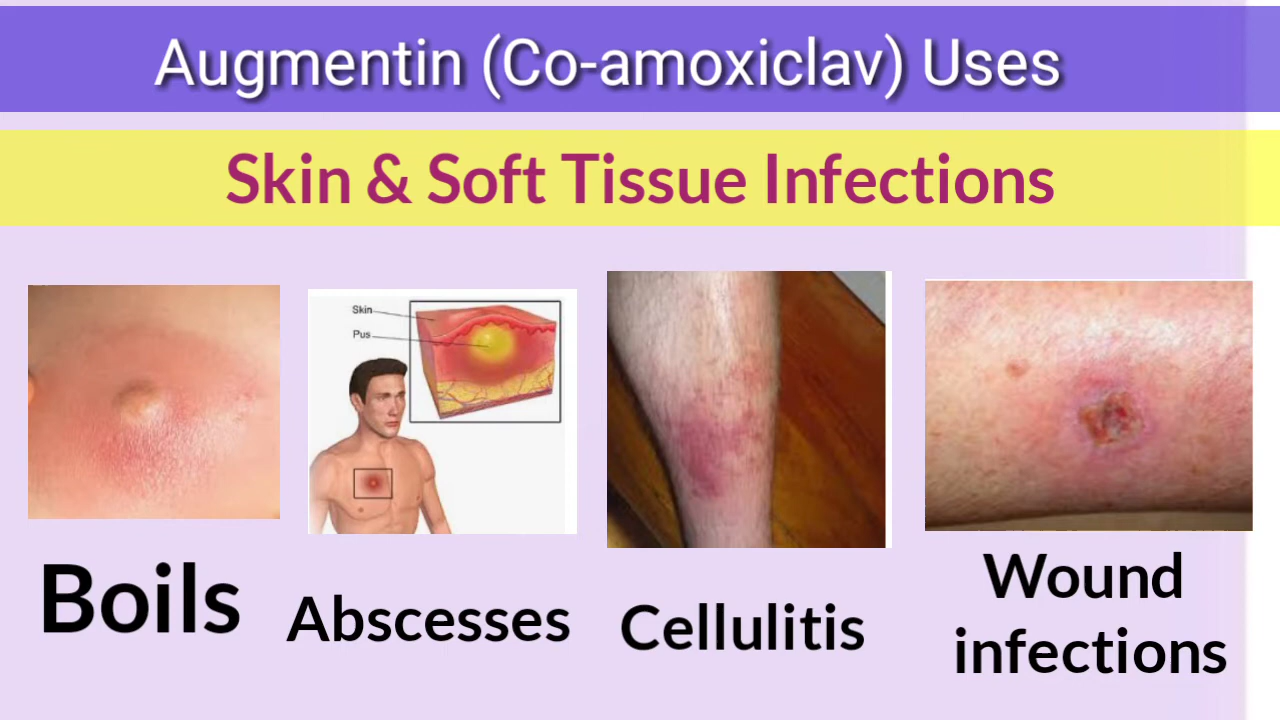 Augmentin (Co-amoxiclav) Uses
Skin & Soft Tissue Infections
Skin
Pus
Boils
Abscesses
Cellulitis
Wound
infections